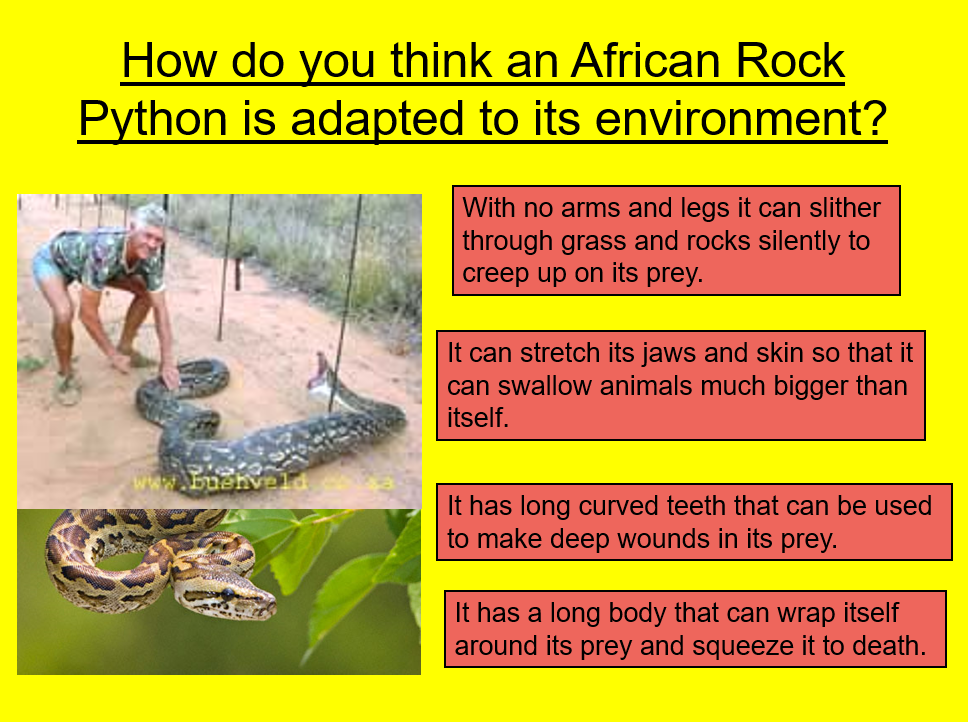 How do you think an African Rock
Python is adapted to its environment?
With no arms and legs it can slither
through grass and rocks silently to
creep up on its prey.
It can stretch its jaws and skin so that it
can swallow animals much bigger than
itself.
It has long curved teeth that can be used
to make deep wounds in its prey.
It has a long body that can wrap itself
around its prey and squeeze it to death.
www.bushveld.co.za